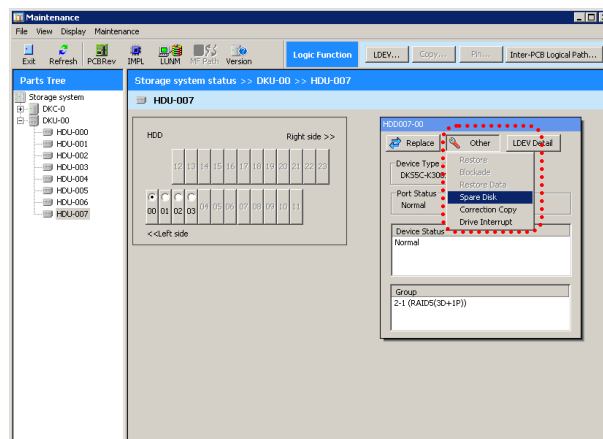 Maintenance
File View Display Maintenance
Exit Refresh PCBRev IMPL LUNM MF Path Version Logic Function LDEV... Copy... Pin... Inter-PCB Logical Path...
Parts Tree
Storage system status >> DKU-00 >> HDU-007
Storage system
DKC-0
DKU-00
HDU-000
HDU-001
HDU-002
HDU-003
HDU-004
HDU-005
HDU-006
HDU-007
HDU-007
HDD Right side >>
12 13 14 15 16 17 18 19 20 21 22 23
00 01 02 03 04 05 06 07 08 09 10 11
<<Left side
HDD007-00
Replace Other LDEV Detail
Restore
Blockade
Restore Data
Spare Disk
Correction Copy
Drive Interrupt
Device Type
DKS5C-K300
Port Status
Normal
Device Status
Normal
Group
2-1 (RAID5(3D+1P))